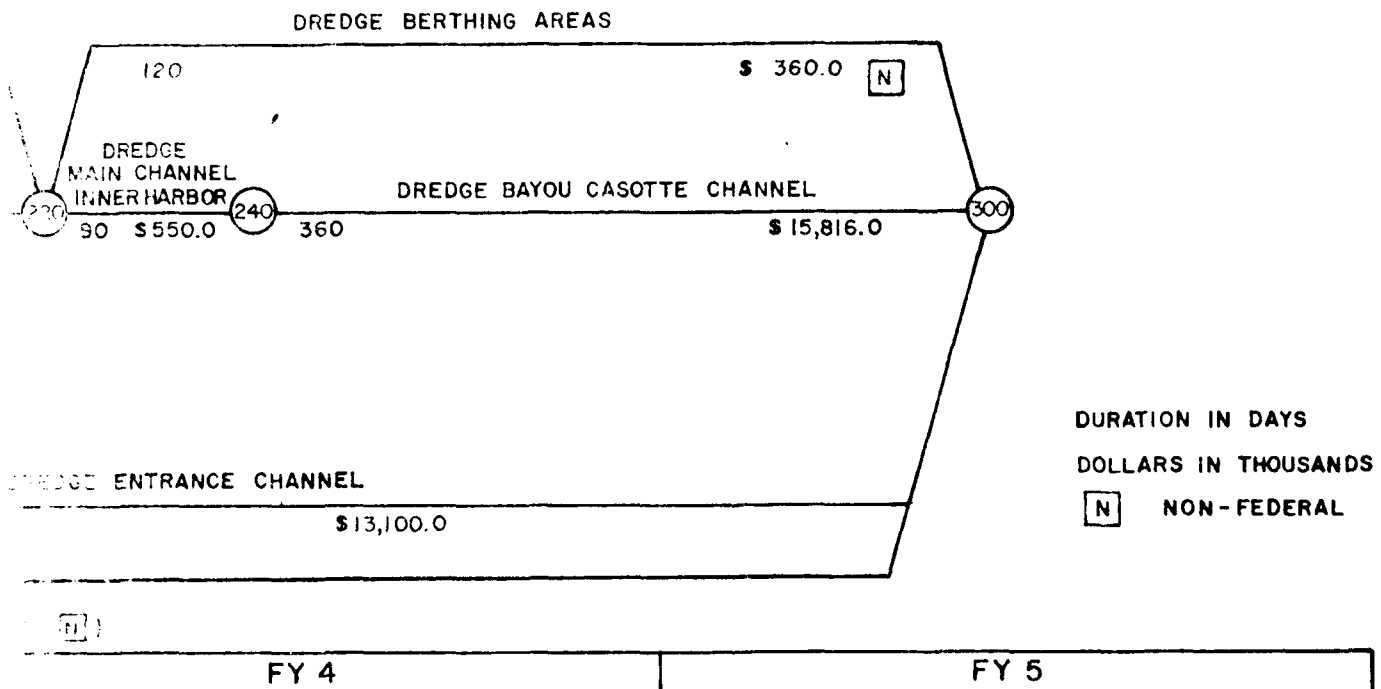 DREDGE BERTHING AREAS
120
$ 360.0 N
DREDGE
MAIN CHANNEL
INNER HARBOR
240
DREDGE BAYOU CASOTTE CHANNEL
300
90 $550.0
360
$15,816.0
DURATION IN DAYS
DOLLARS IN THOUSANDS
N NON-FEDERAL
DREDGE ENTRANCE CHANNEL
$13,100.0
N)
FY 4
FY 5